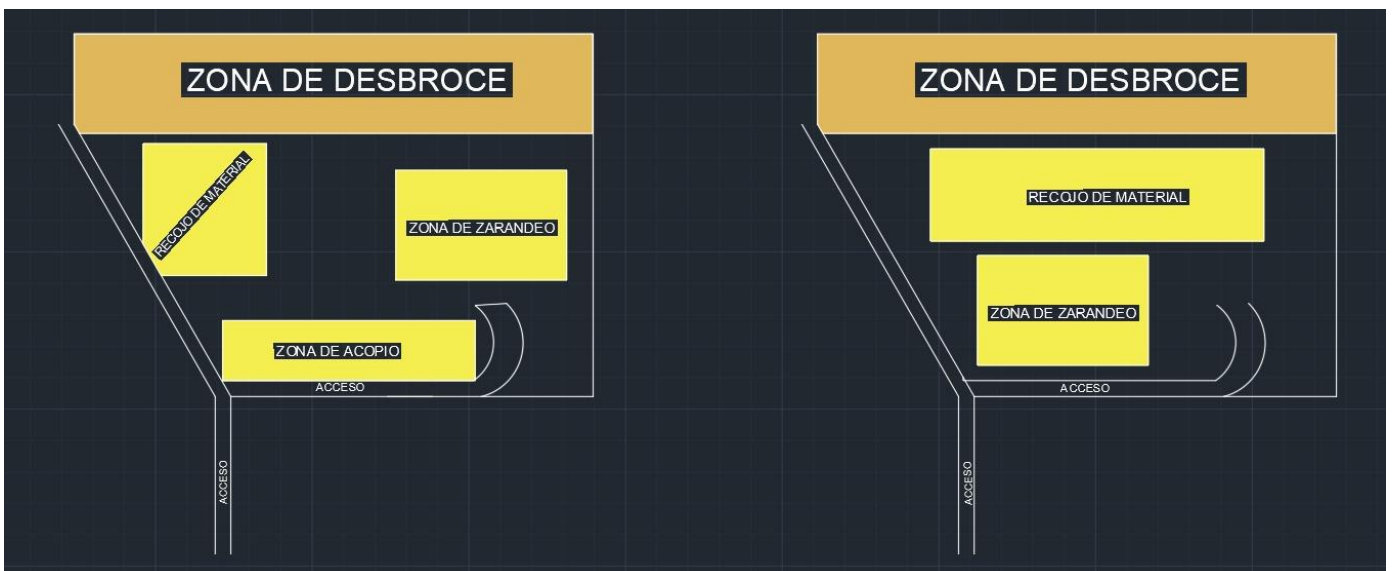 ZONA DE DESBROCE
RECOJO DE MATERIAL
ZONA DE ZARANDEO
ZONA DE ACOPIO
ACCESO
ACCESO
ZONA DE DESBROCE
RECOJO DE MATERIAL
ZONA DE ZARANDEO
ACCESO
ACCESO